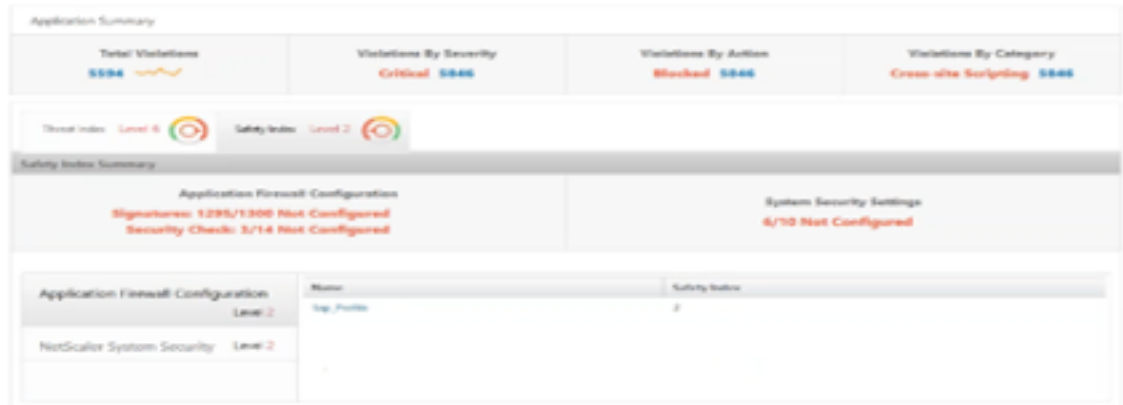 Application Summary
Total Violations
Violations By Severity
Violations By Action
Violations By Category
5594
Critical 5846
Blocked 5846
Cross-site Scripting 5846
Threat Index Level 6
Safety Index Level 2
Safety Index Summary
Application Firewall Configuration
System Security Settings
Signatures: 1295/1300 Not Configured
6/10 Not Configured
Security Check: 3/14 Not Configured
Application Firewall Configuration
Level 2
Name
Safety Index
Sap_Profile
2
NetScaler System Security Level 2